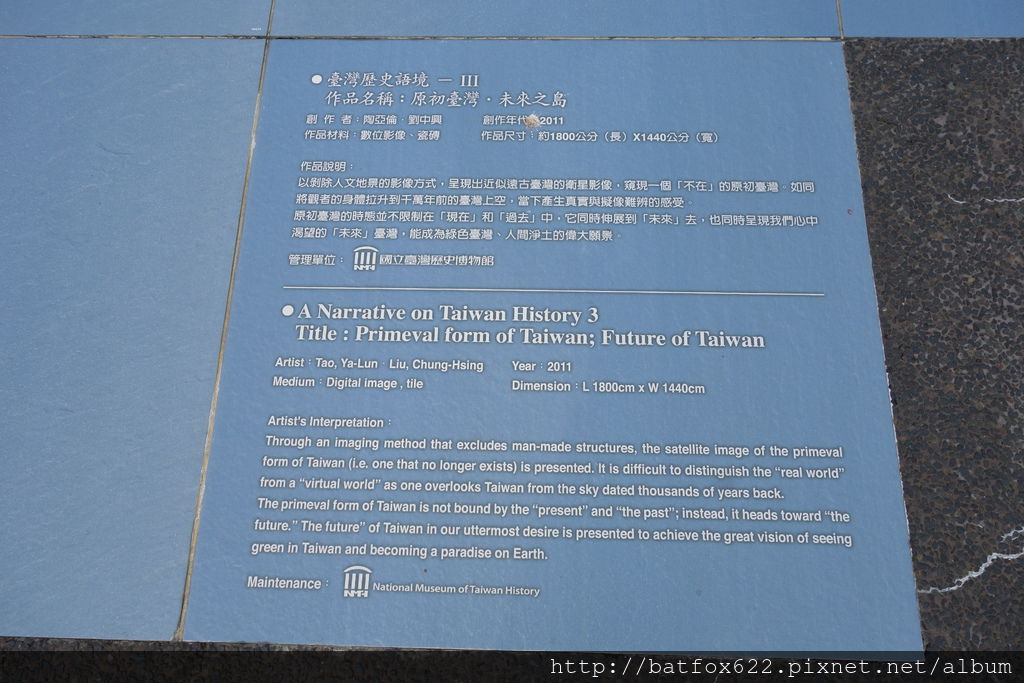 ●臺灣歷史語境 — III
作品名稱：原初臺灣・未來之島
創 作 者：陶亞倫・劉中興 創作年代 2011
作品材料：數位影像、瓷磚 作品尺寸：約1800公分（長）X1440公分（寬）
作品說明：
以剝除人文地景的影像方式，呈現出近似遠古臺灣的衛星影像，窺現一個「不在」的原初臺灣。如同
將觀者的身體拉升到千萬年前的臺灣上空，當下產生真實與擬像難辨的感受。
原初臺灣的時態並不限制在「現在」和「過去」中，它同時伸展到「未來」去，也同時呈現我們心中
渴望的「未來」臺灣，能成為綠色臺灣、人間淨土的偉大願景。
管理單位： NMTH 國立臺灣歷史博物館
●A Narrative on Taiwan History 3
Title : Primeval form of Taiwan; Future of Taiwan
Artist：Tao, Ya-Lun‧Liu, Chung-Hsing Year：2011
Medium：Digital image , tile Dimension：L 1800cm x W 1440cm
Artist's Interpretation：
Through an imaging method that excludes man-made structures, the satellite image of the primeval
form of Taiwan (i.e. one that no longer exists) is presented. It is difficult to distinguish the “real world”
from a “virtual world” as one overlooks Taiwan from the sky dated thousands of years back.
The primeval form of Taiwan is not bound by the “present” and “the past”; instead, it heads toward “the
future.” The future” of Taiwan in our uttermost desire is presented to achieve the great vision of seeing
green in Taiwan and becoming a paradise on Earth.
Maintenance： NMTH National Museum of Taiwan History
http://batfox622.pixnet.net/album